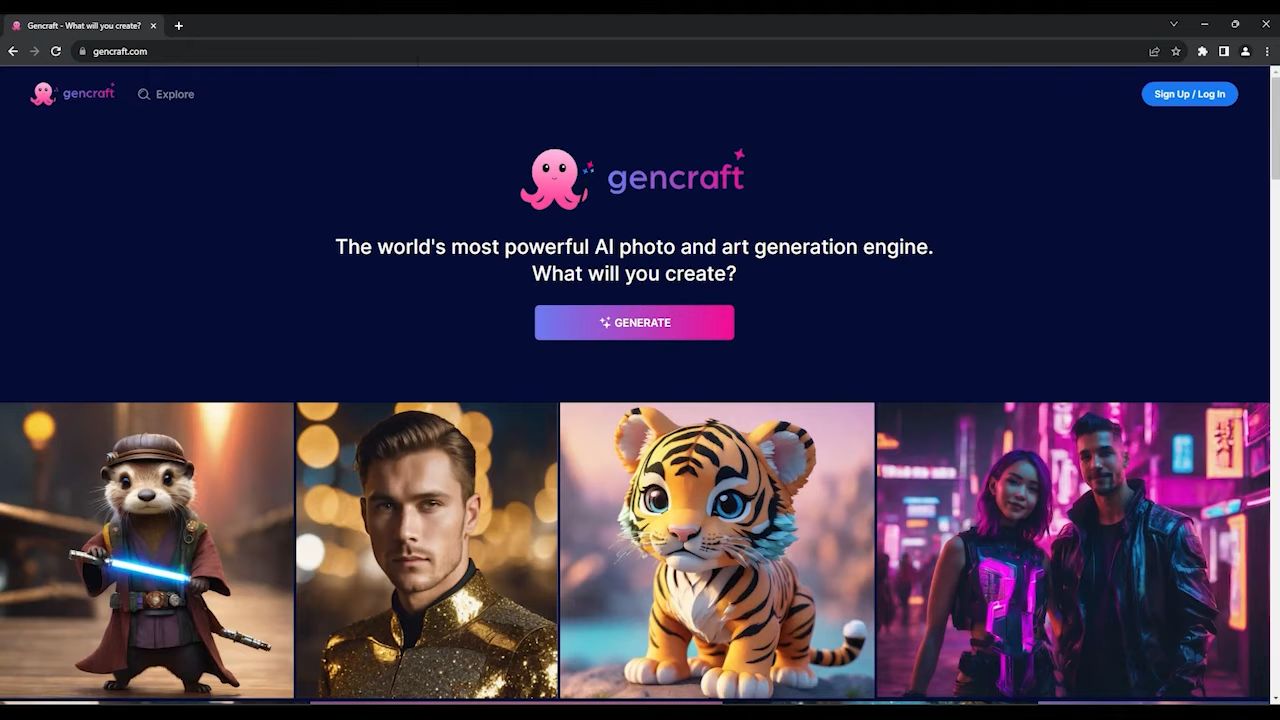 Gencraft - What will you create?
gencraft.com
gencraft
Explore
Sign Up / Log In
gencraft
The world's most powerful AI photo and art generation engine.
What will you create?
GENERATE